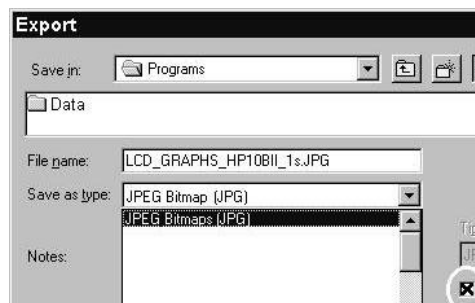 Export
Save in: Programs
Data
File name: LCD_GRAPHS_HP10BII_1s.JPG
Save as type: JPEG Bitmap (JPG)
JPEG Bitmaps (JPG)
Notes: